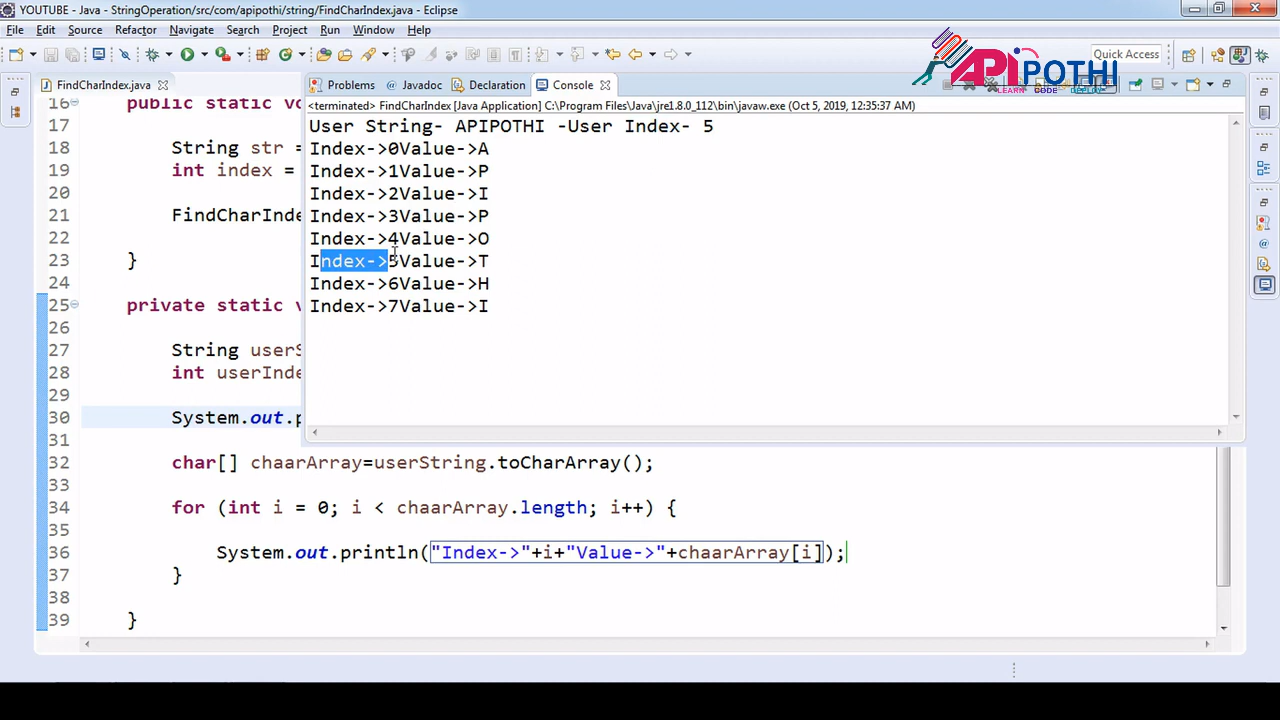 YOUTUBE - Java - StringOperation/src/com/apipothi/string/FindCharIndex.java - Eclipse
File Edit Source Refactor Navigate Search Project Run Window Help
Quick Access
APIPOTHI
LEARN CODE DEPLOY
FindCharIndex.java
Problems @ Javadoc Declaration Console
<terminated> FindCharIndex [Java Application] C:\Program Files\Java\jre1.8.0_112\bin\javaw.exe (Oct 5, 2019, 12:35:37 AM)
User String- APIPOTHI -User Index- 5
Index->0Value->A
Index->1Value->P
Index->2Value->I
Index->3Value->P
Index->4Value->O
Index->5Value->T
Index->6Value->H
Index->7Value->I
16 public static vo
17
18 String str =
19 int index =
20
21 FindCharInde
22
23 }
24
25 private static v
26
27 String userS
28 int userInde
29
30 System.out.p
31
32 char[] chaarArray=userString.toCharArray();
33
34 for (int i = 0; i < chaarArray.length; i++) {
35
36 System.out.println("Index->"+i+"Value->"+chaarArray[i]);
37 }
38
39 }